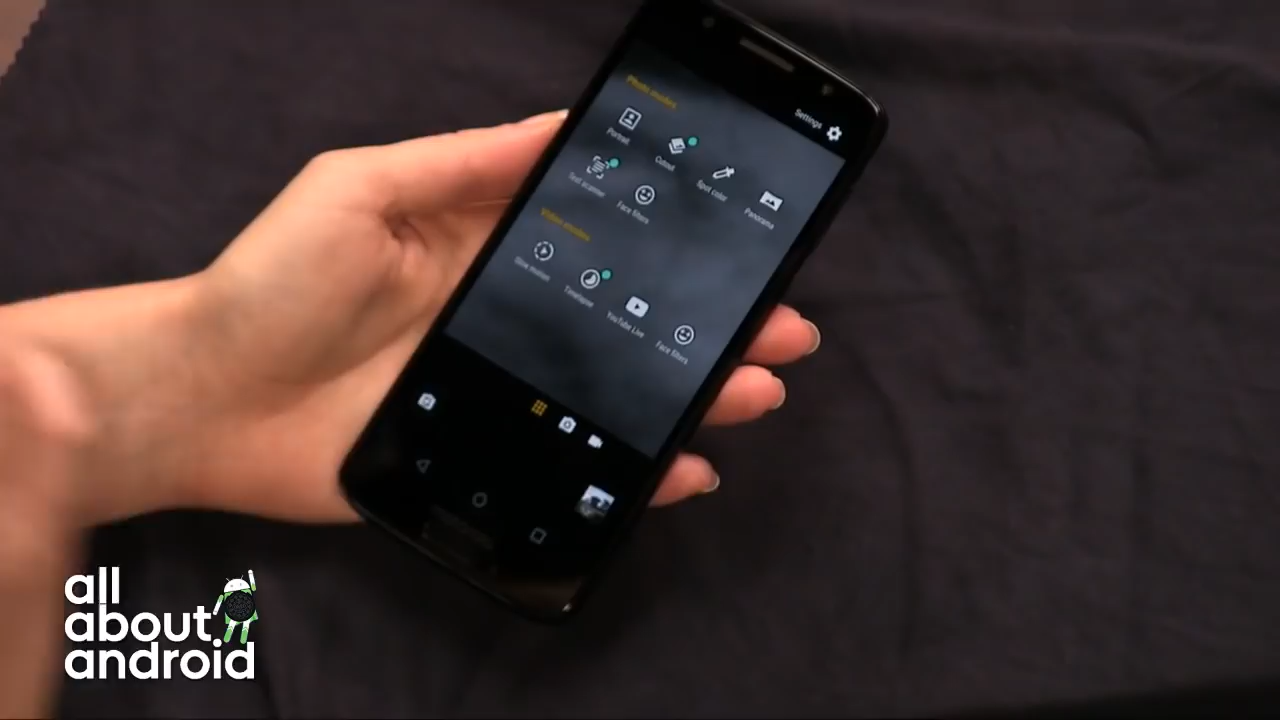 Settings
Photo modes
Portrait
Cutout
Spot color
Panorama
Text scanner
Face filters
Video modes
Slow motion
Timelapse
YouTube Live
Face filters
all
about
android